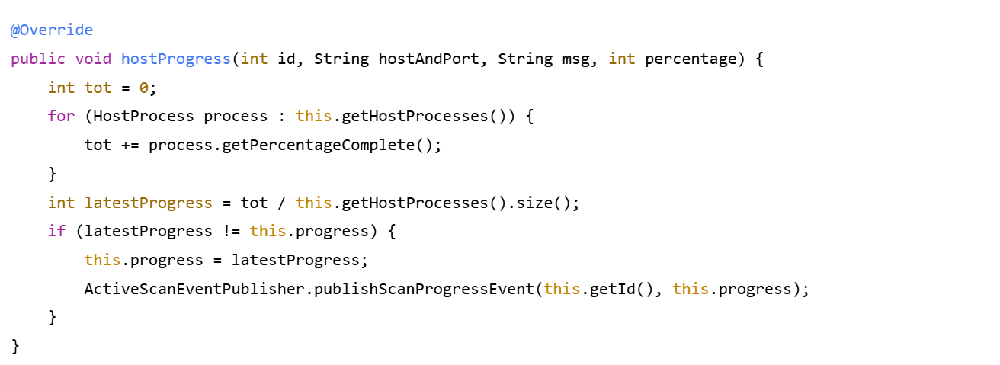 @Override
public void hostProgress(int id, String hostAndPort, String msg, int percentage) {
    int tot = 0;
    for (HostProcess process : this.getHostProcesses()) {
        tot += process.getPercentageComplete();
    }
    int latestProgress = tot / this.getHostProcesses().size();
    if (latestProgress != this.progress) {
        this.progress = latestProgress;
        ActiveScanEventPublisher.publishScanProgressEvent(this.getId(), this.progress);
    }
}